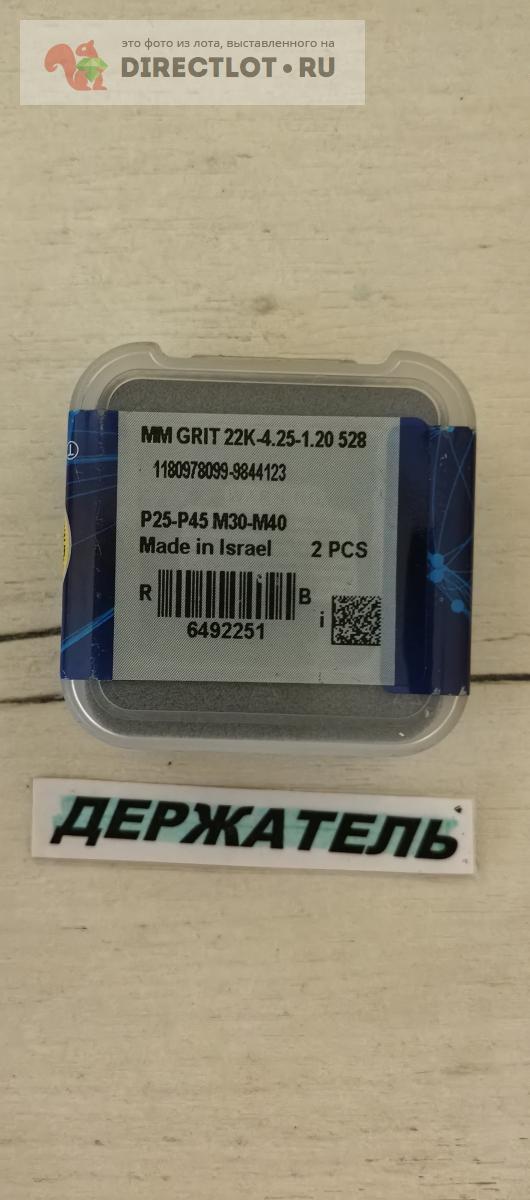 это фото из лота, выставленного на
DIRECTLOT•RU
MM GRIT 22K-4.25-1.20 528
1180978099-9844123
P25-P45 M30-M40
Made in Israel 2 PCS
R B i
6492251
ДЕРЖАТЕЛЬ